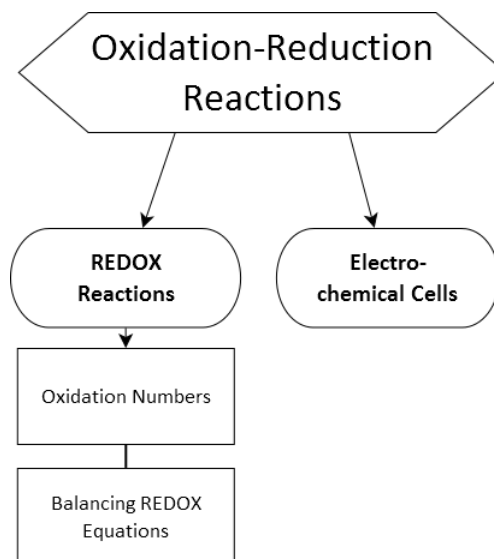 Oxidation-Reduction
Reactions
REDOX
Reactions
Electro-
chemical Cells
Oxidation Numbers
Balancing REDOX
Equations